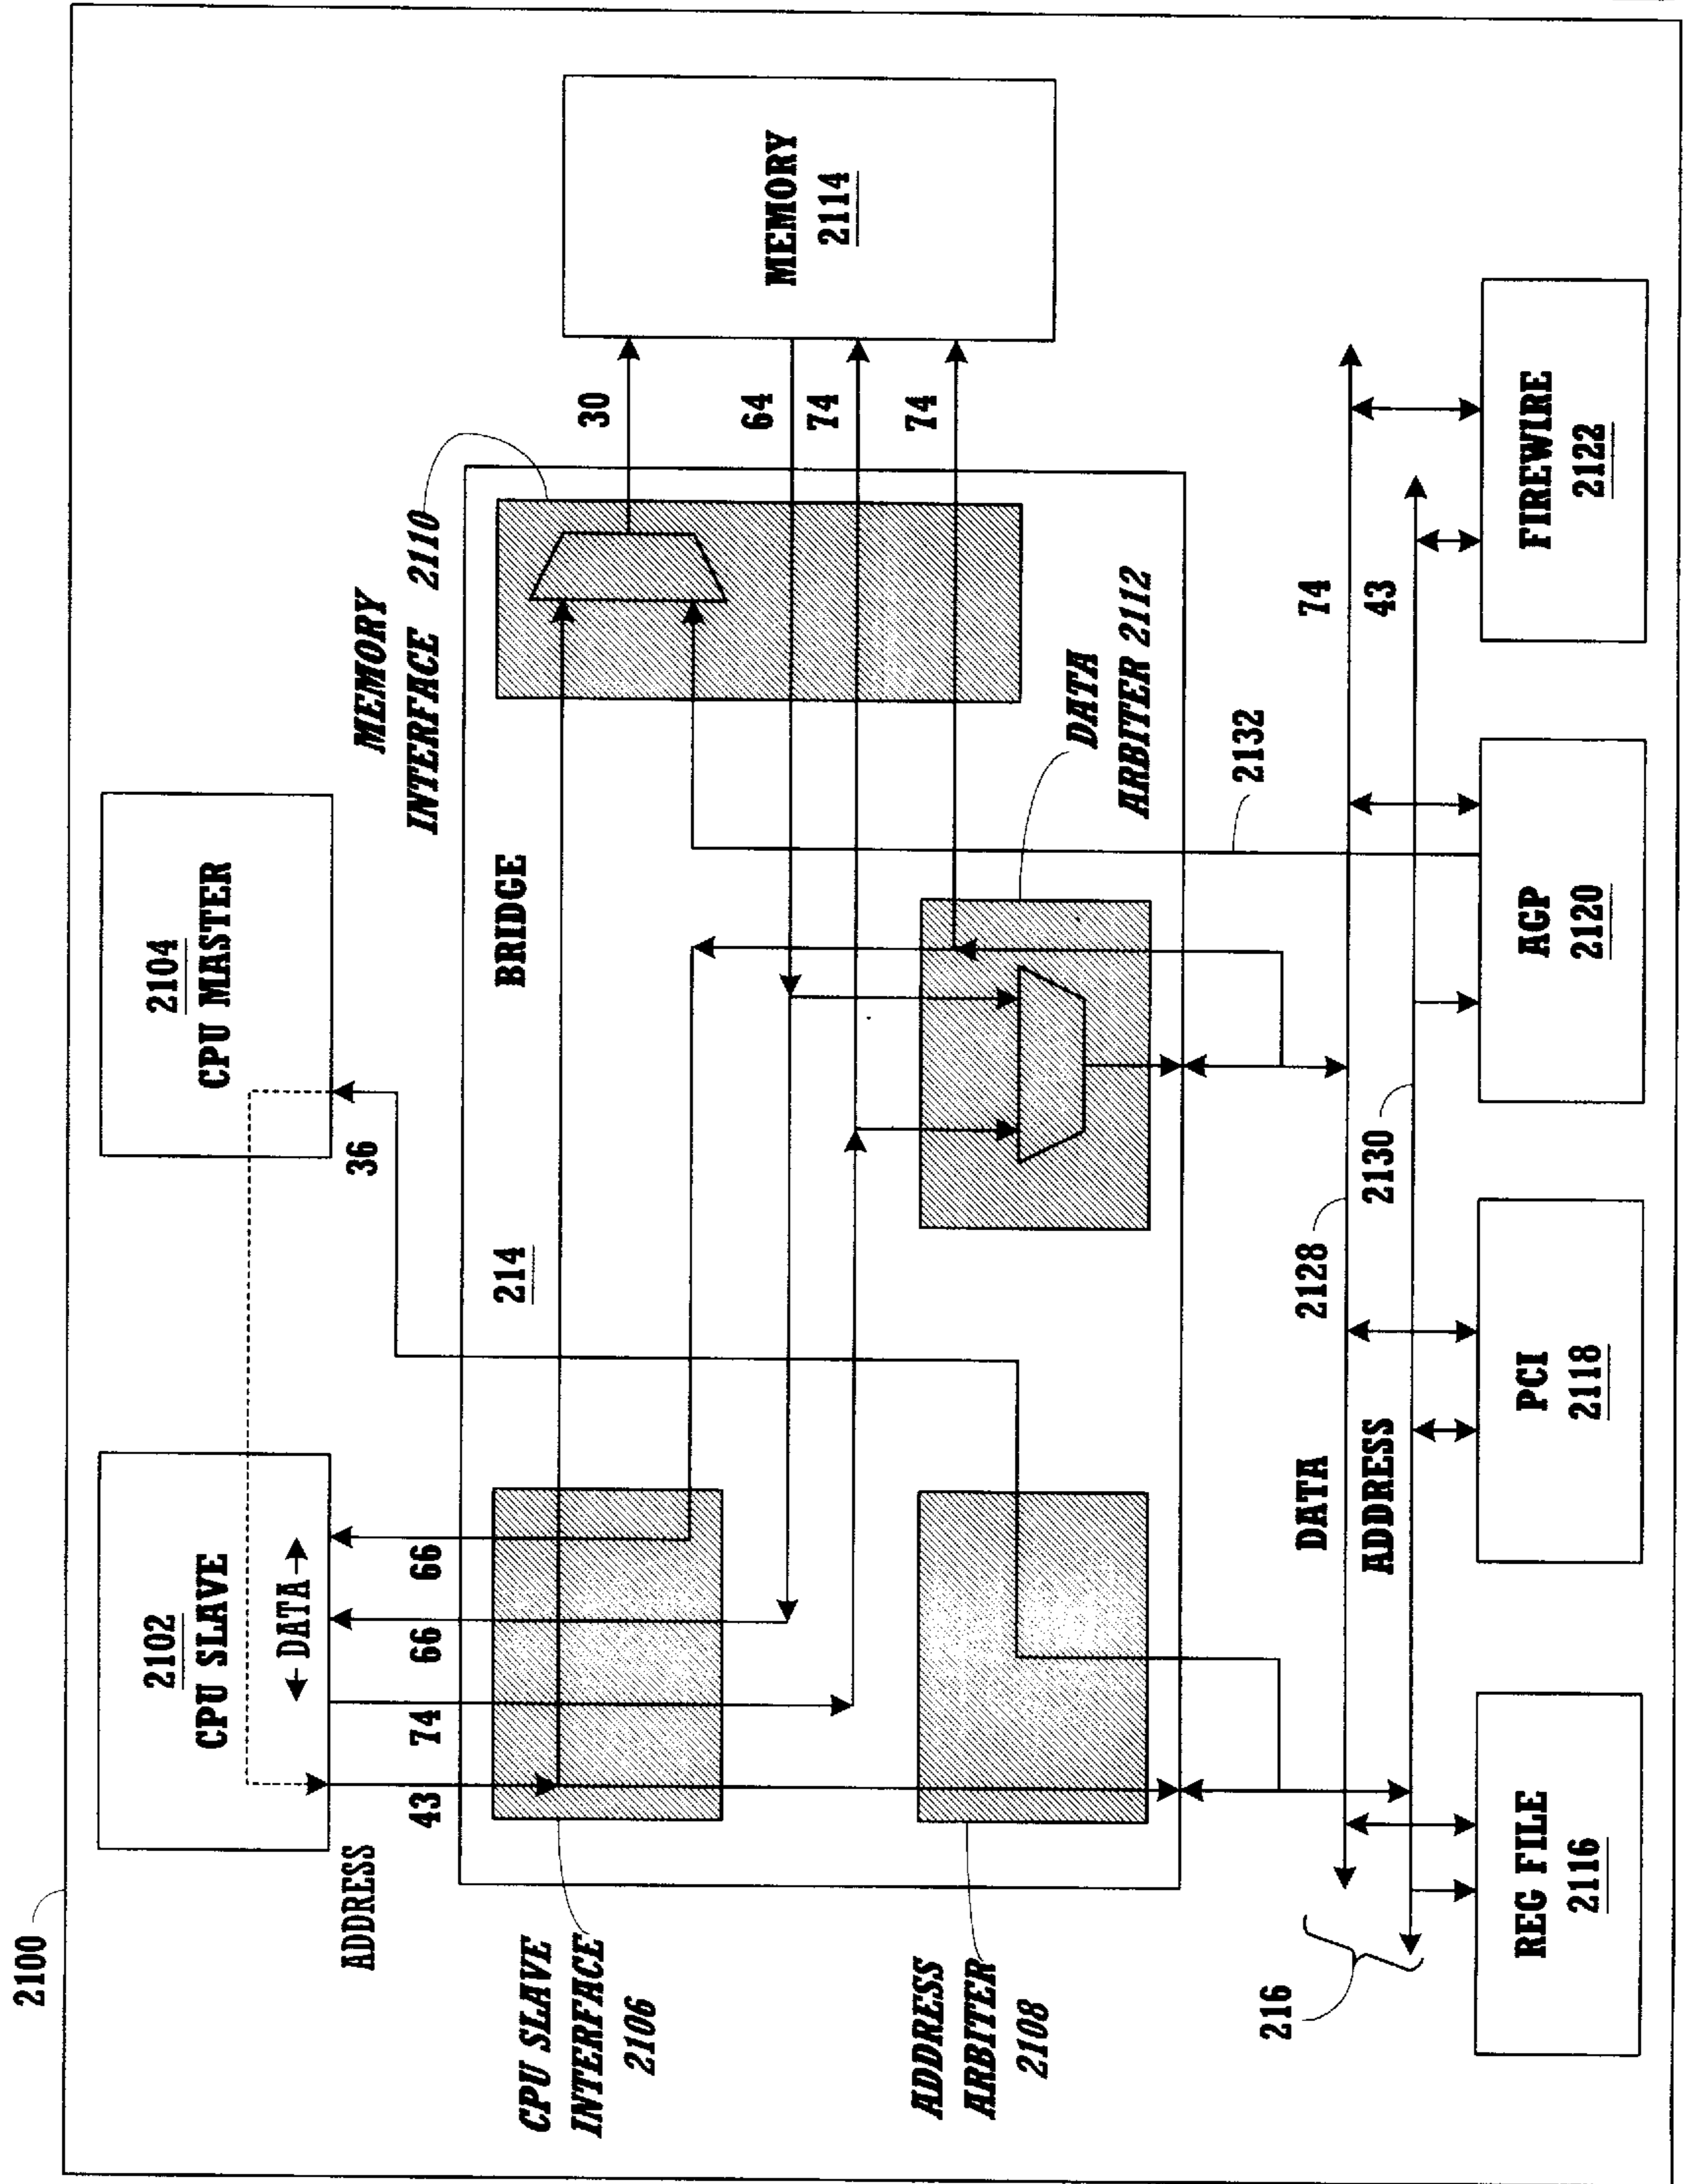 2100
2102
CPU SLAVE
←DATA→
2104
CPU MASTER
ADDRESS
43
74
66
66
36
MEMORY
INTERFACE 2110
CPU SLAVE
INTERFACE
2106
214
BRIDGE
30
64
74
74
MEMORY
2114
ADDRESS
ARBITER
2108
DATA
ARBITER 2112
2132
216
DATA
ADDRESS
2128
2130
74
43
REG FILE
2116
PCI
2118
AGP
2120
FIREWIRE
2122